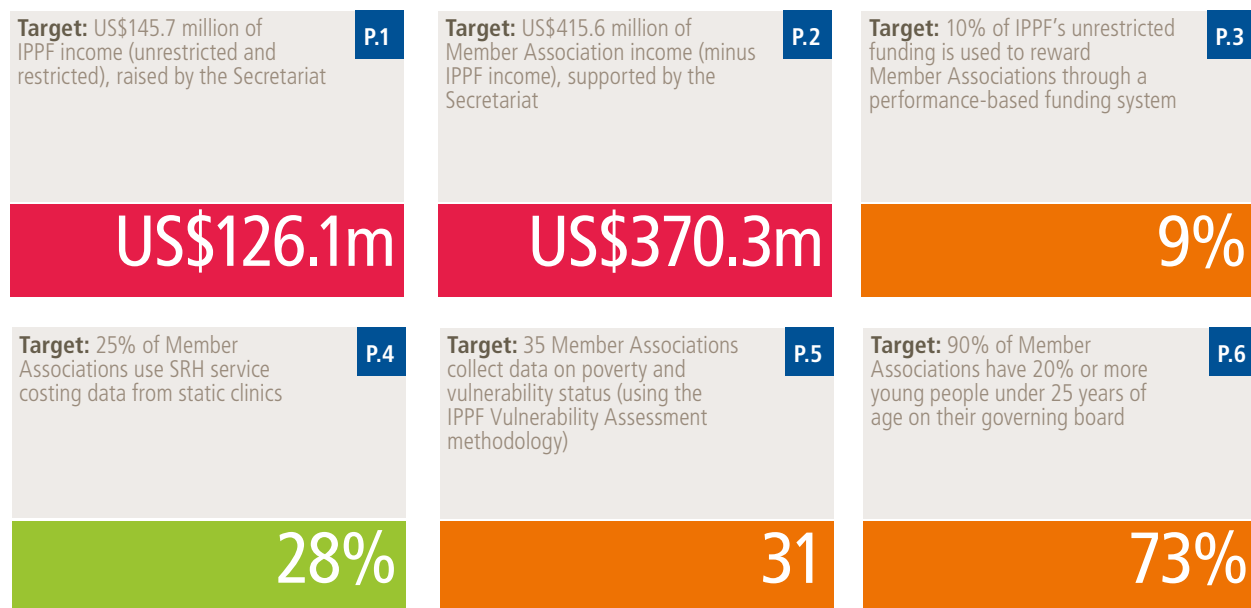 Target: US$145.7 million of
IPPF income (unrestricted and
restricted), raised by the Secretariat
P.1
US$126.1m
Target: US$415.6 million of
Member Association income (minus
IPPF income), supported by the
Secretariat
P.2
US$370.3m
Target: 10% of IPPF’s unrestricted
funding is used to reward
Member Associations through a
performance-based funding system
P.3
9%
Target: 25% of Member
Associations use SRH service
costing data from static clinics
P.4
28%
Target: 35 Member Associations
collect data on poverty and
vulnerability status (using the
IPPF Vulnerability Assessment
methodology)
P.5
31
Target: 90% of Member
Associations have 20% or more
young people under 25 years of
age on their governing board
P.6
73%